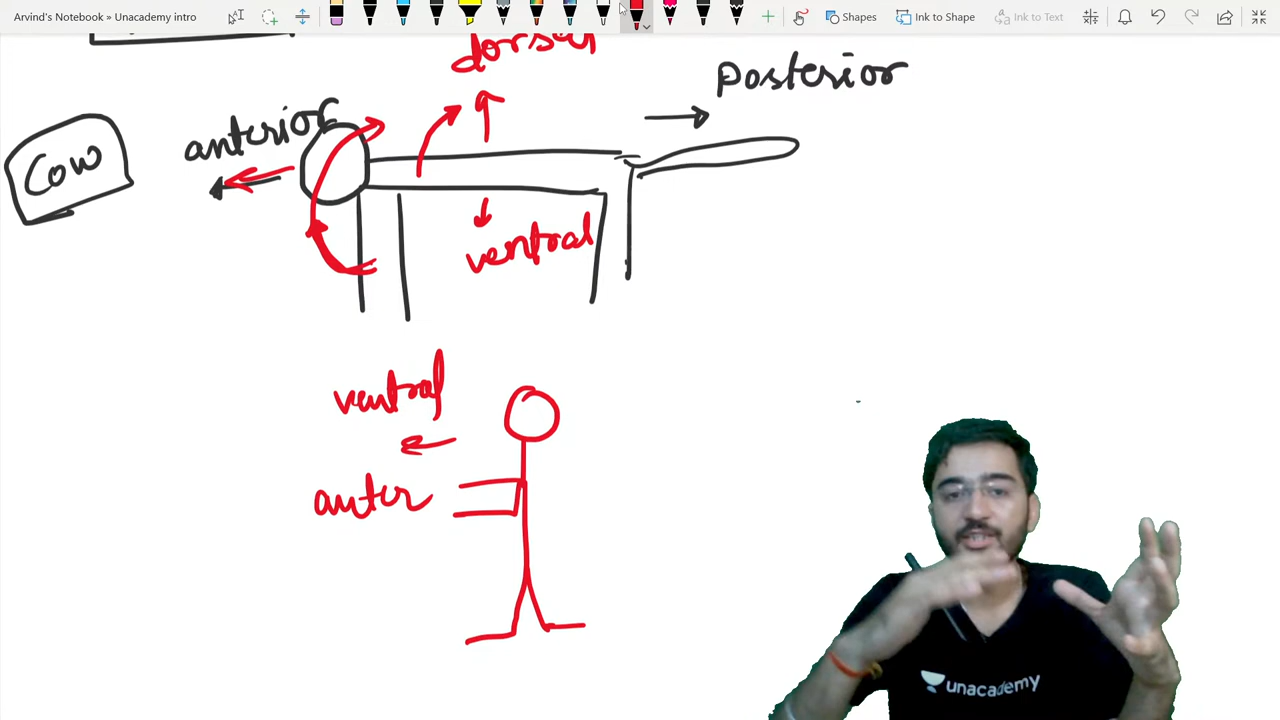 Arvind's Notebook » Unacademy intro
Shapes
Ink to Shape
Ink to Text
dorsal
Posterior
anterior
Cow
ventral
ventral
anter
unacademy